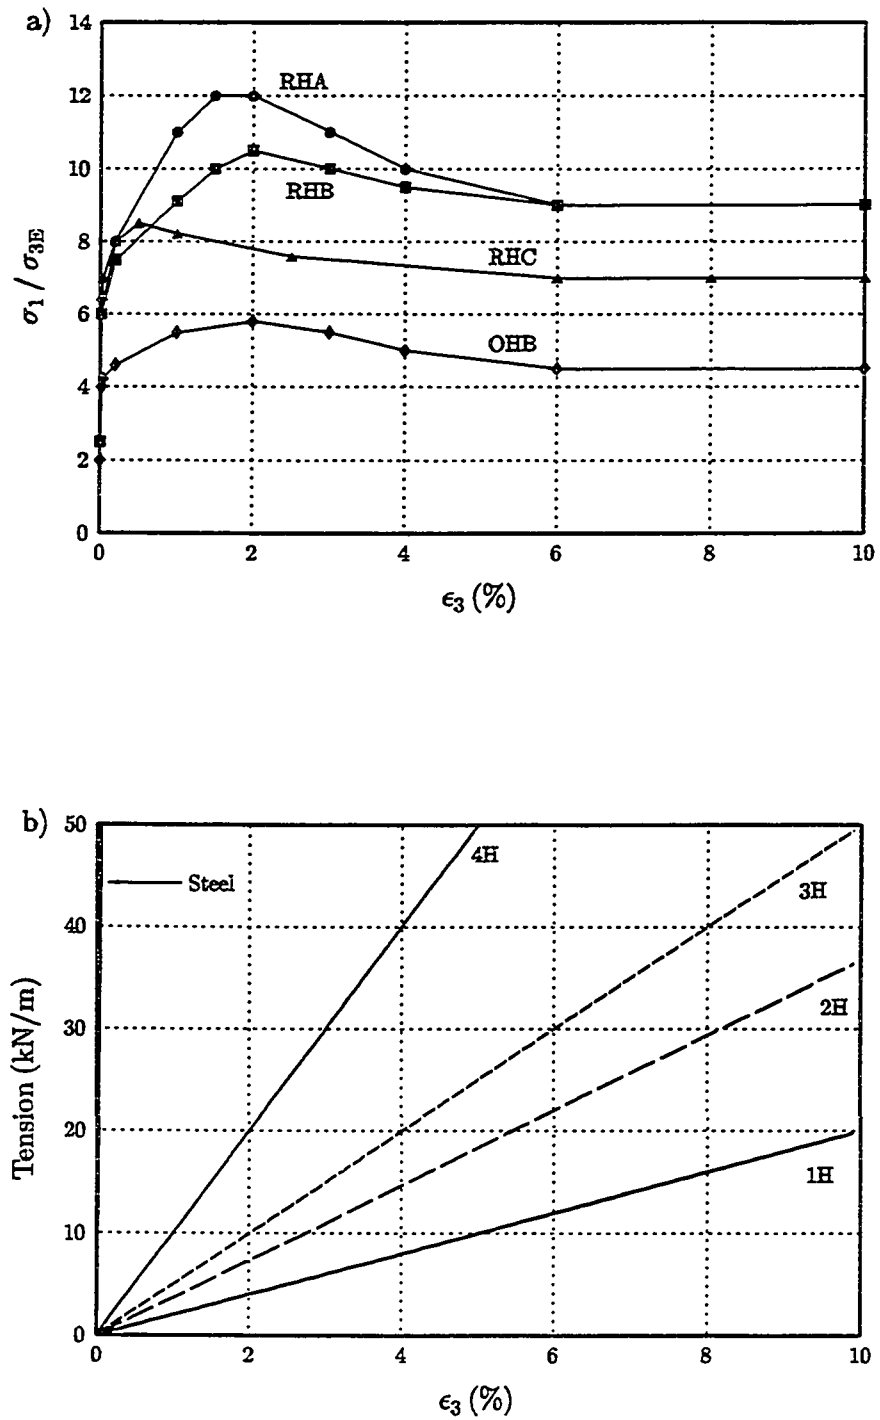 a)
14
12
10
8
6
4
2
0
σ₁ / σ₃E
RHA
RHB
RHC
OHB
0 2 4 6 8 10
ϵ₃ (%)
b)
50
40
30
20
10
0
Tension (kN/m)
Steel
4H
3H
2H
1H
0 2 4 6 8 10
ϵ₃ (%)